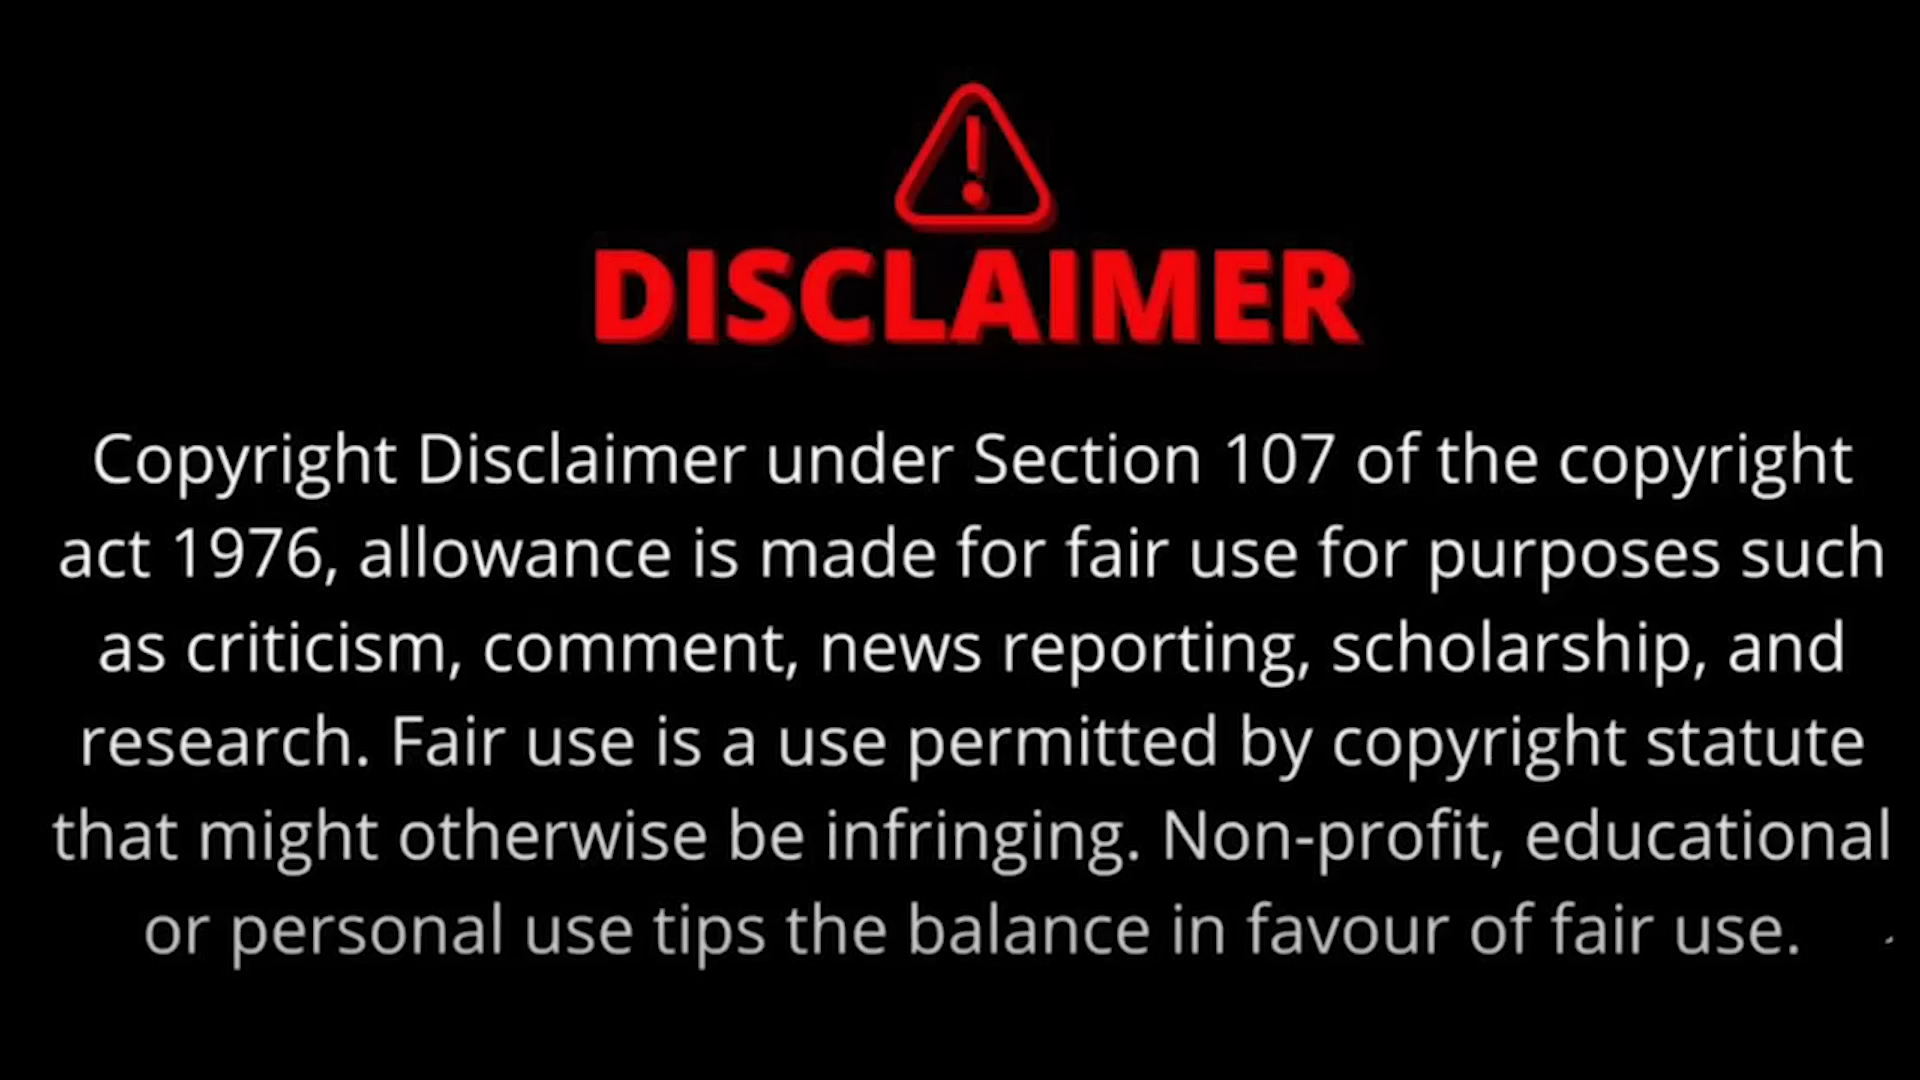 DISCLAIMER
Copyright Disclaimer under Section 107 of the copyright
act 1976, allowance is made for fair use for purposes such
as criticism, comment, news reporting, scholarship, and
research. Fair use is a use permitted by copyright statute
that might otherwise be infringing. Non-profit, educational
or personal use tips the balance in favour of fair use.